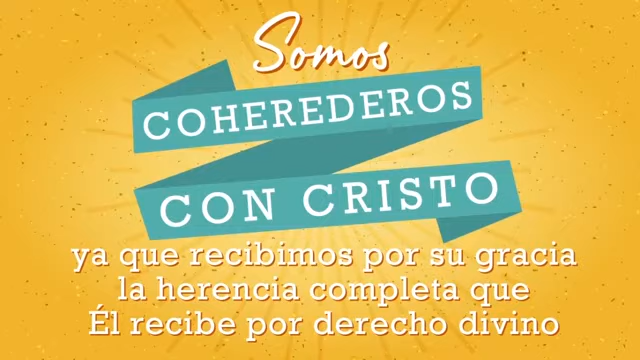 Somos
COHEREDEROS
CON CRISTO
ya que recibimos por su gracia
la herencia completa que
Él recibe por derecho divino